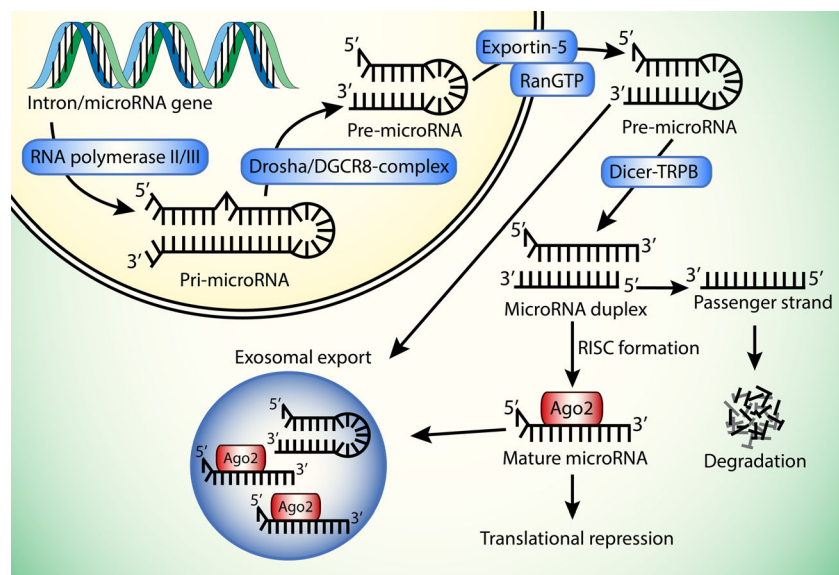 Intron/microRNA gene
RNA polymerase II/III
5′
3′
Pri-microRNA
Drosha/DGCR8-complex
5′
3′
Pre-microRNA
Exportin-5
RanGTP
5′
3′
Pre-microRNA
Dicer-TRPB
5′
3′
3′
5′
MicroRNA duplex
3′
5′
Passenger strand
Degradation
RISC formation
Ago2
5′
3′
Mature microRNA
Translational repression
Exosomal export
5′
3′
5′
Ago2
3′
5′
Ago2
3′